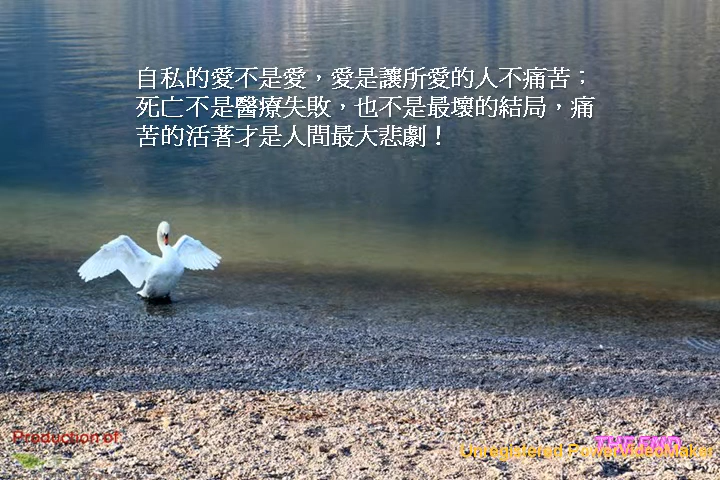 自私的愛不是愛，愛是讓所愛的人不痛苦；
死亡不是醫療失敗，也不是最壞的結局，痛
苦的活著才是人間最大悲劇！
Production of
THE END
Unregistered PowerVideoMaker